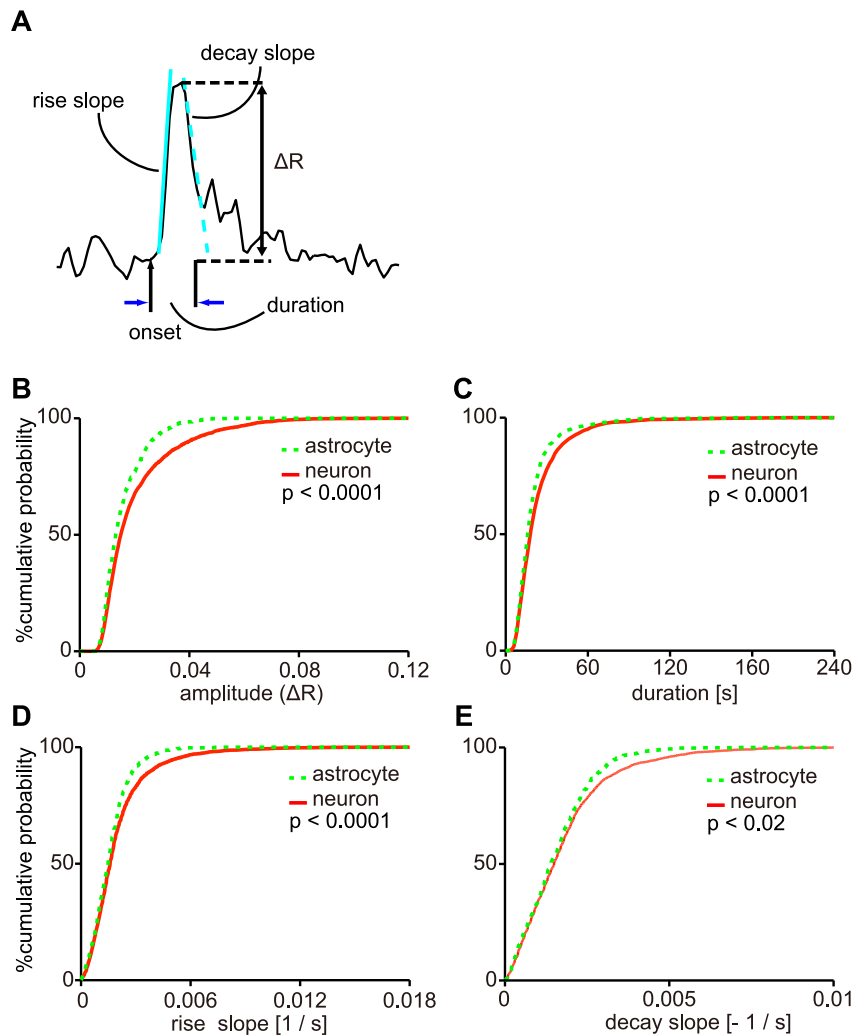 A
decay slope
rise slope
ΔR
duration
onset
B
100
50
0
%cumulative probability
astrocyte
neuron
p < 0.0001
0
0.04
0.08
0.12
amplitude (ΔR)
C
100
50
0
astrocyte
neuron
p < 0.0001
0
60
120
160
240
duration [s]
D
100
50
0
%cumulative probability
astrocyte
neuron
p < 0.0001
0
0.006
0.012
0.018
rise slope [1 / s]
E
100
50
0
astrocyte
neuron
p < 0.02
0
0.005
0.01
decay slope [- 1 / s]